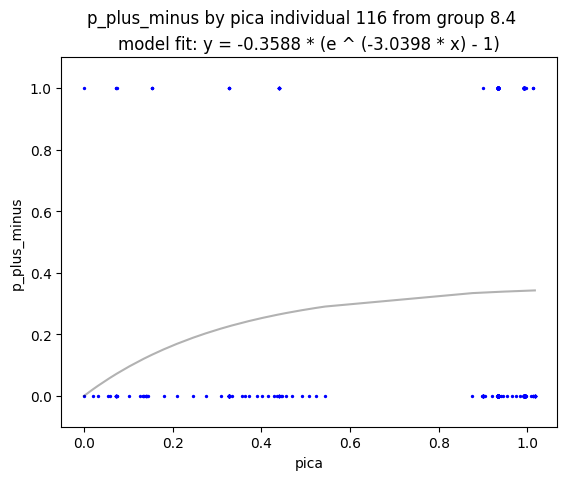 p_plus_minus by pica individual 116 from group 8.4
model fit: y = -0.3588 * (e ^ (-3.0398 * x) - 1)
1.0
0.8
0.6
0.4
0.2
0.0
p_plus_minus
0.0 0.2 0.4 0.6 0.8 1.0
pica